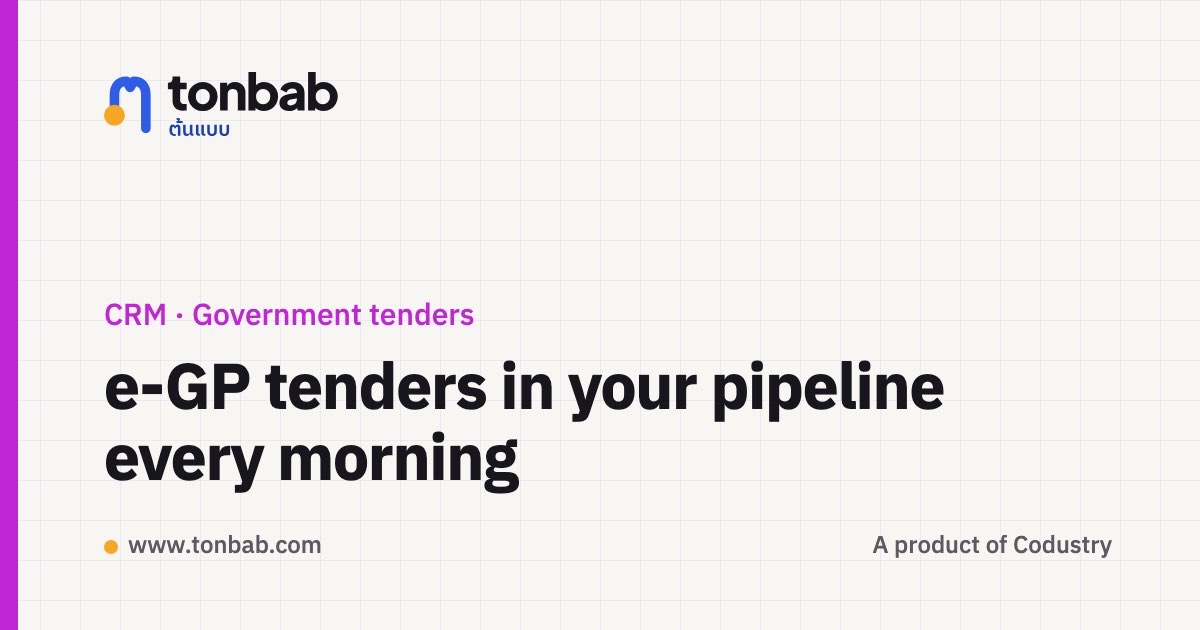 tonbab
ต้นแบบ
CRM · Government tenders
e-GP tenders in your pipeline
every morning
www.tonbab.com
A product of Codustry